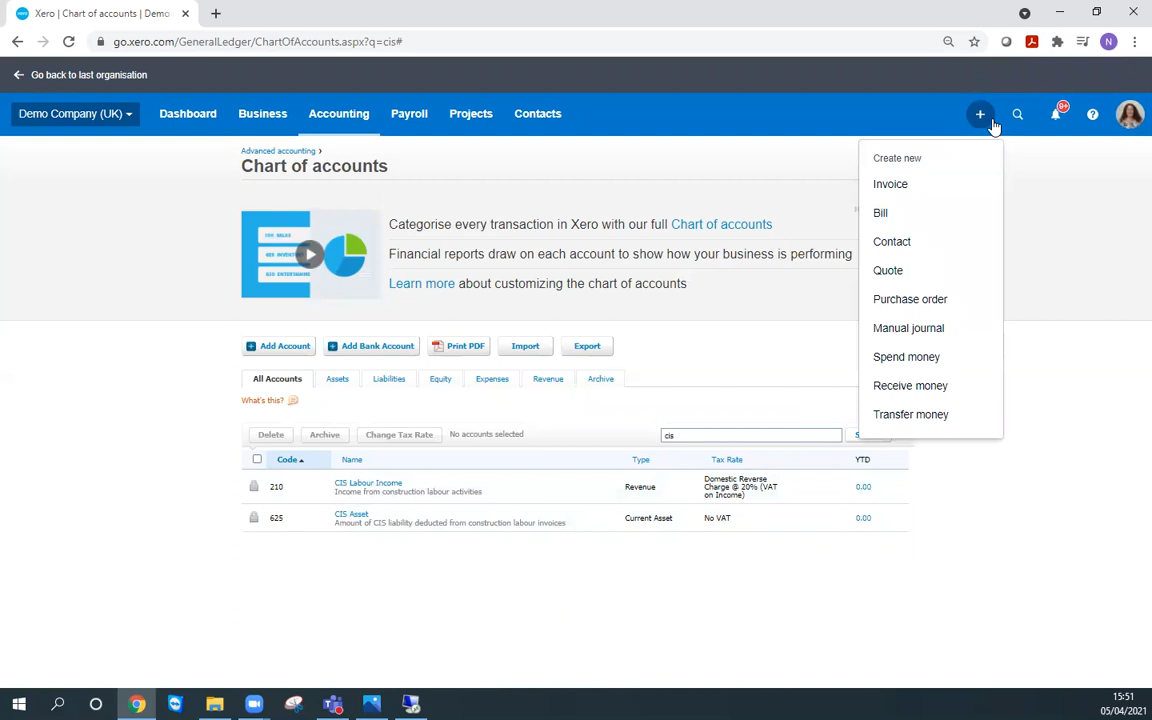 Xero | Chart of accounts | Demo
go.xero.com/GeneralLedger/ChartOfAccounts.aspx?q=cis#
N
Go back to last organisation
Demo Company (UK)
Dashboard
Business
Accounting
Payroll
Projects
Contacts
9+
Create new
Invoice
Bill
Contact
Quote
Purchase order
Manual journal
Spend money
Receive money
Transfer money
Advanced accounting ›
Chart of accounts
Categorise every transaction in Xero with our full Chart of accounts
Financial reports draw on each account to show how your business is performing
Learn more about customizing the chart of accounts
Add Account
Add Bank Account
Print PDF
Import
Export
All Accounts
Assets
Liabilities
Equity
Expenses
Revenue
Archive
What's this?
Delete
Archive
Change Tax Rate
No accounts selected
cis
Code
Name
Type
Tax Rate
YTD
210
CIS Labour Income
Income from construction labour activities
Revenue
Domestic Reverse
Charge @ 20% (VAT
on Income)
0.00
625
CIS Asset
Amount of CIS liability deducted from construction labour invoices
Current Asset
No VAT
0.00
15:51
05/04/2021